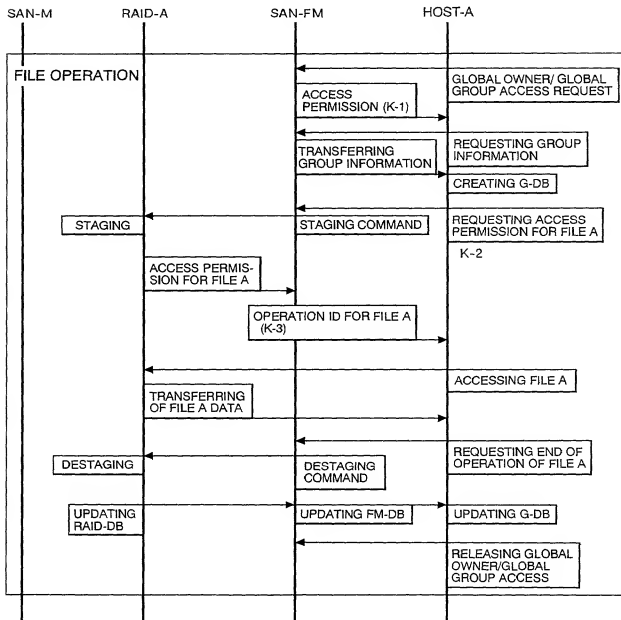 SAN-M RAID-A SAN-FM HOST-A
FILE OPERATION
GLOBAL OWNER/ GLOBAL
GROUP ACCESS REQUEST
ACCESS
PERMISSION (K-1)
REQUESTING GROUP
INFORMATION
TRANSFERRING
GROUP INFORMATION
CREATING G-DB
REQUESTING ACCESS
PERMISSION FOR FILE A
K-2
STAGING COMMAND
STAGING
ACCESS PERMIS-
SION FOR FILE A
OPERATION ID FOR FILE A
(K-3)
ACCESSING FILE A
TRANSFERRING
OF FILE A DATA
REQUESTING END OF
OPERATION OF FILE A
DESTAGING
COMMAND
DESTAGING
UPDATING
RAID-DB
UPDATING FM-DB
UPDATING G-DB
RELEASING GLOBAL
OWNER/GLOBAL
GROUP ACCESS